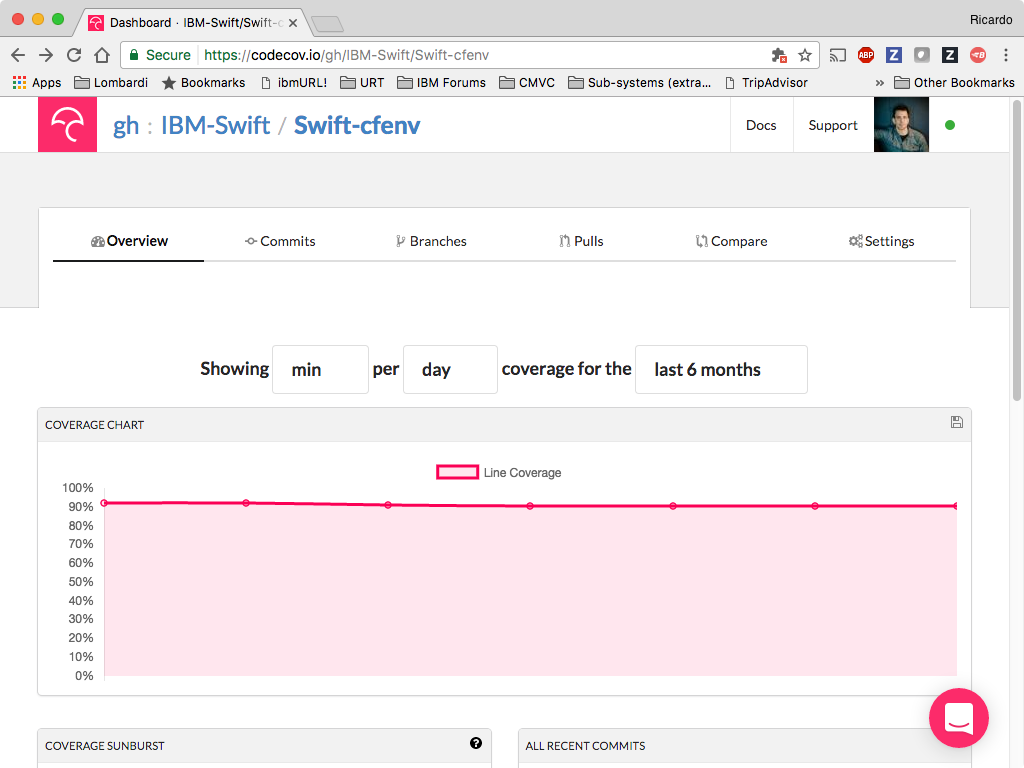 Dashboard · IBM-Swift/Swift-c
Ricardo
Secure https://codecov.io/gh/IBM-Swift/Swift-cfenv
ABP Z Z
Apps Lombardi Bookmarks ibmURL! URT IBM Forums CMVC Sub-systems (extra... TripAdvisor » Other Bookmarks
gh : IBM-Swift / Swift-cfenv Docs Support
Overview Commits Branches Pulls Compare Settings
Showing min per day coverage for the last 6 months
COVERAGE CHART
Line Coverage
100%
90%
80%
70%
60%
50%
40%
30%
20%
10%
0%
COVERAGE SUNBURST ?
ALL RECENT COMMITS